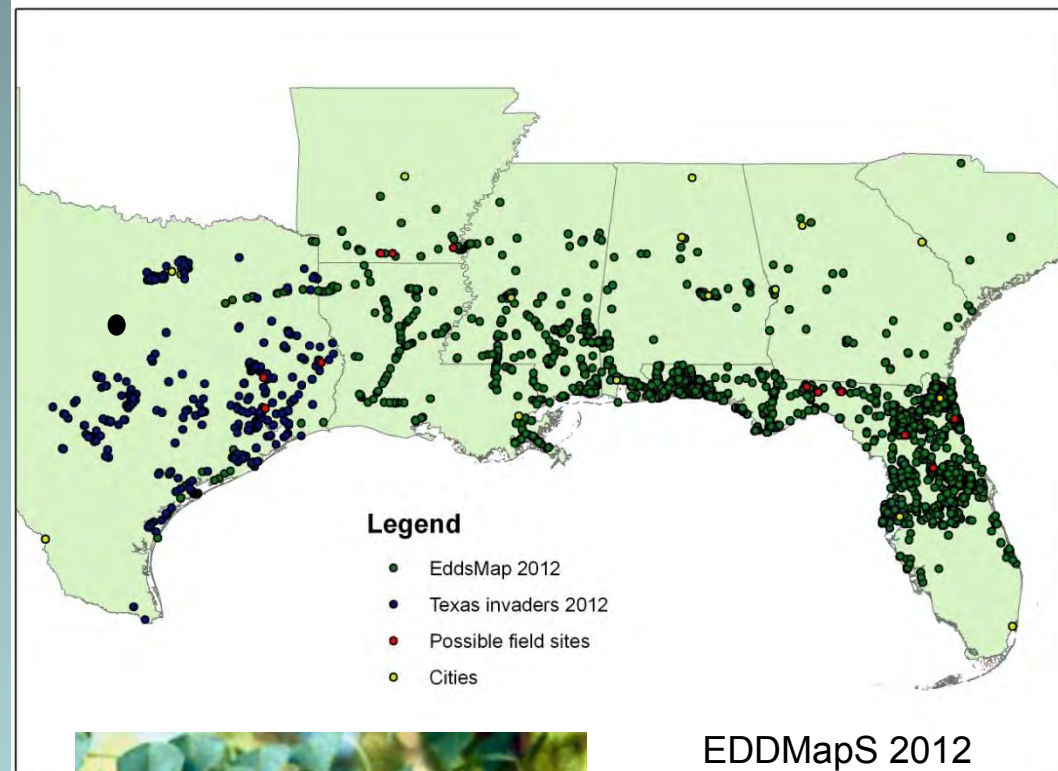 Legend
EddsMap 2012
Texas invaders 2012
Possible field sites
Cities
EDDMapS 2012